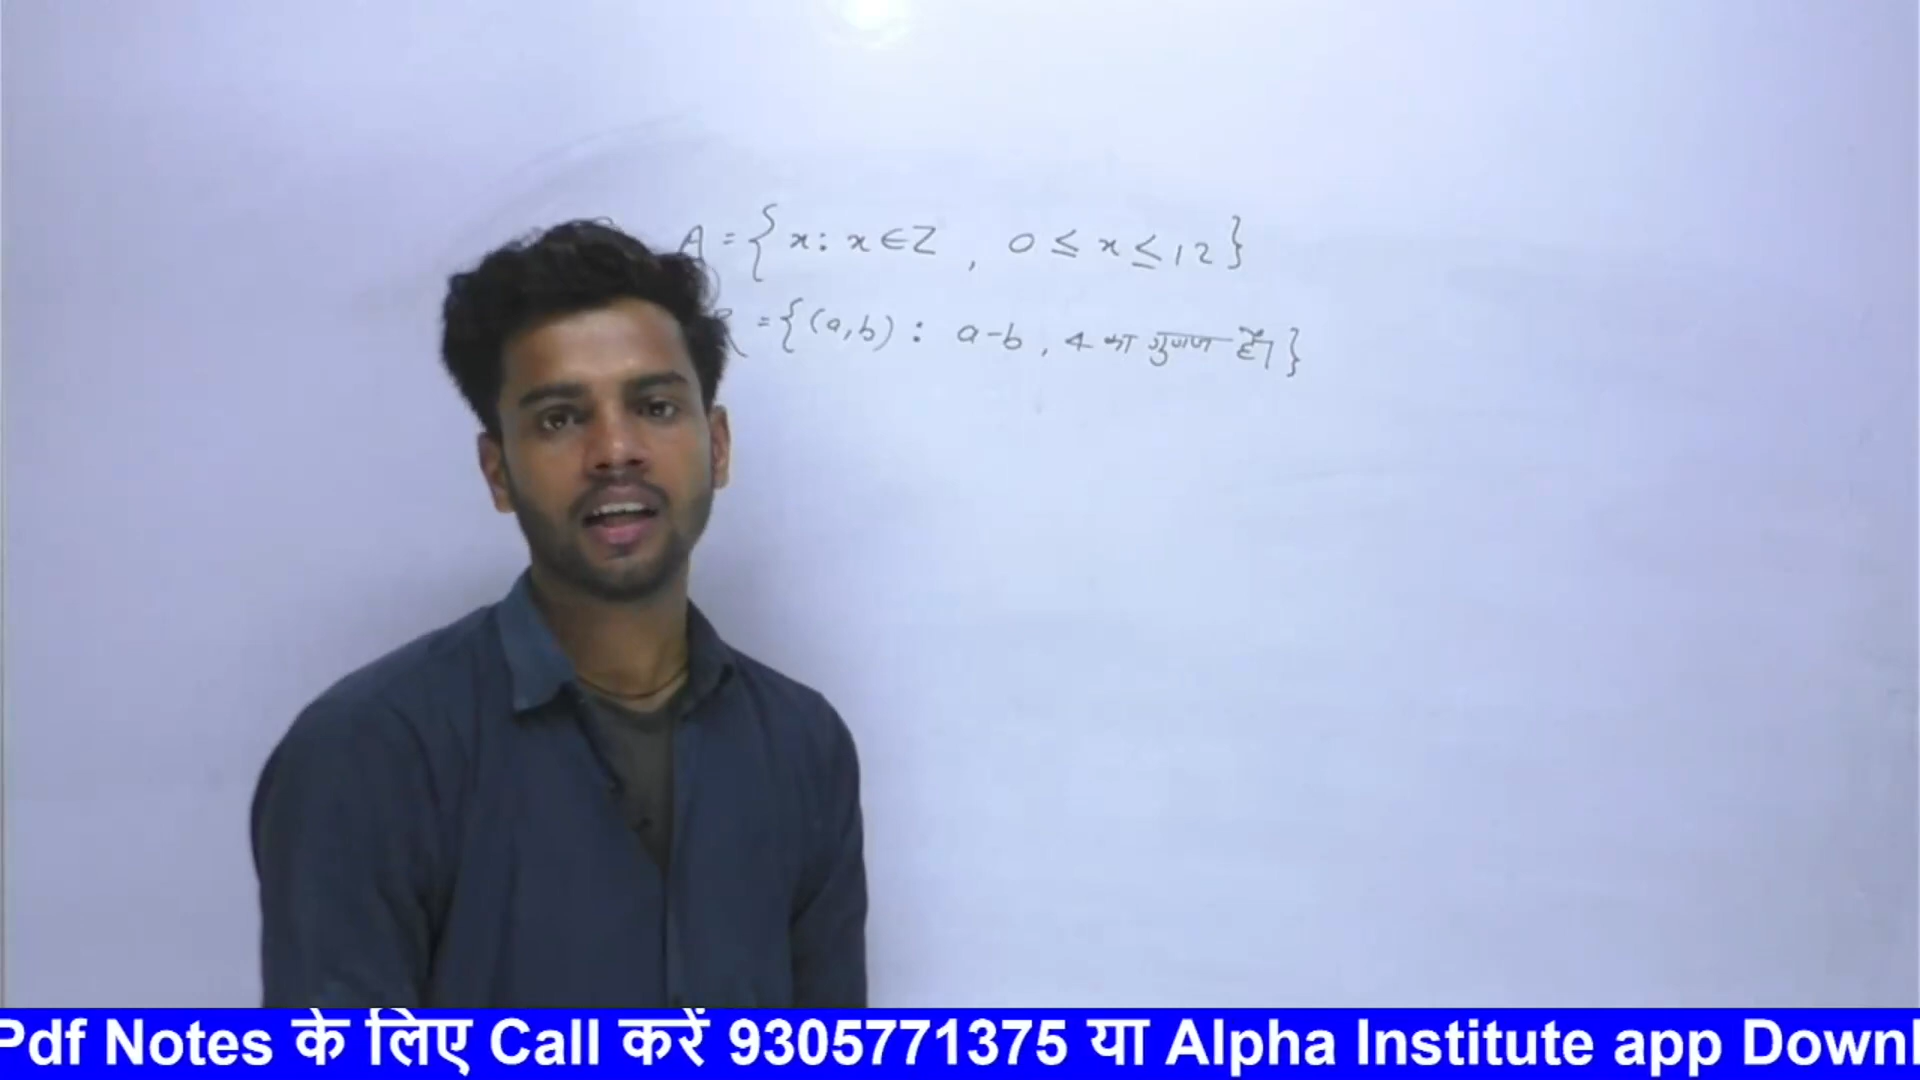 A = { x : x ∈ Z , 0 ≤ x ≤ 12 }
R = { (a,b) : a-b , 4 का गुणज है। }
Pdf Notes के लिए Call करें 9305771375 या Alpha Institute app Downl